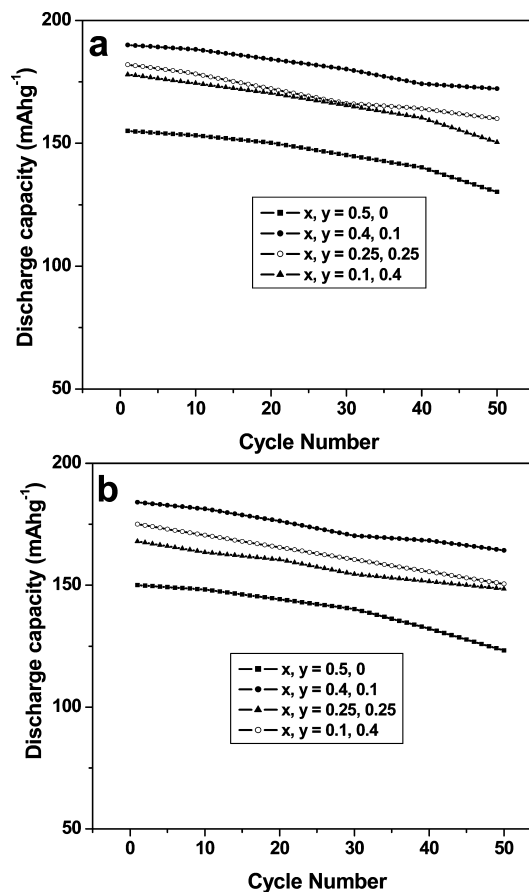 a
Discharge capacity (mAhg⁻¹)
200
150
100
50
x, y = 0.5, 0
x, y = 0.4, 0.1
x, y = 0.25, 0.25
x, y = 0.1, 0.4
0 10 20 30 40 50
Cycle Number
b
Discharge capacity (mAhg⁻¹)
200
150
100
50
x, y = 0.5, 0
x, y = 0.4, 0.1
x, y = 0.25, 0.25
x, y = 0.1, 0.4
0 10 20 30 40 50
Cycle Number